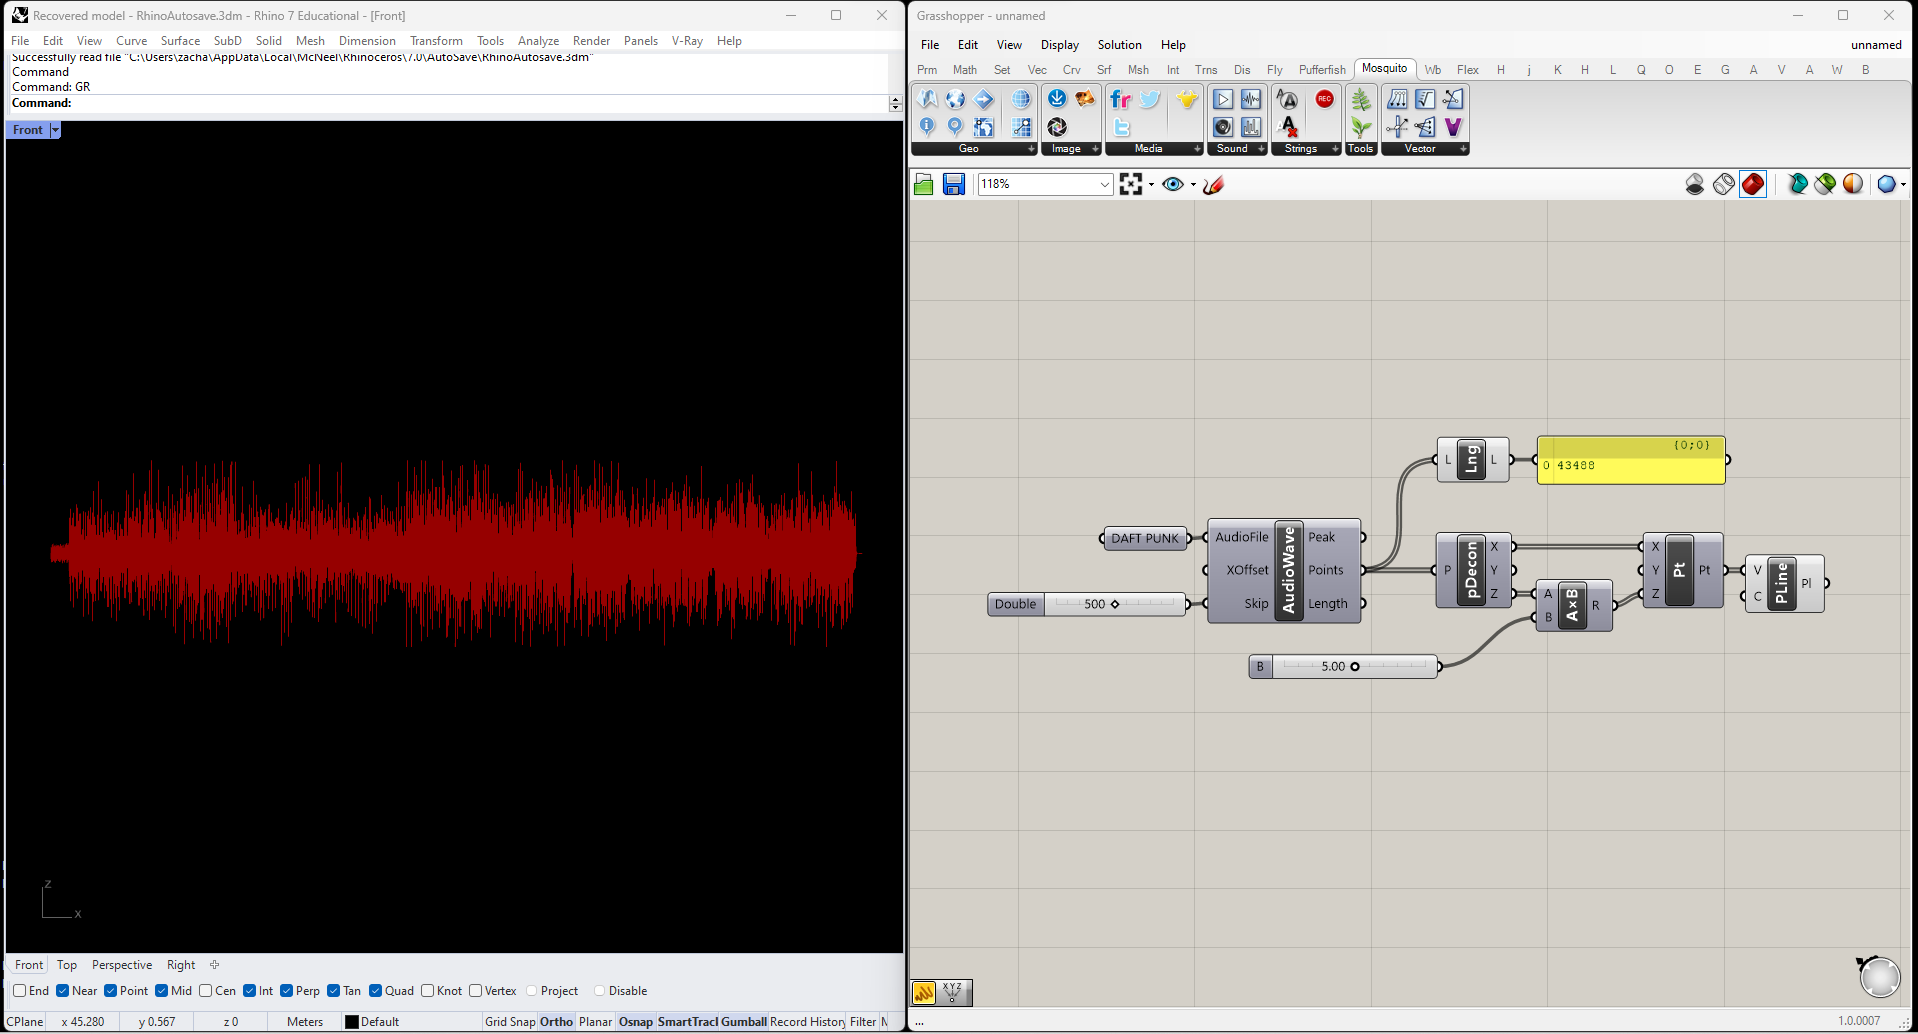 Recovered model - RhinoAutosave.3dm - Rhino 7 Educational - [Front]
File Edit View Curve Surface SubD Solid Mesh Dimension Transform Tools Analyze Render Panels V-Ray Help
Successfully read file "C:\Users\zacha\AppData\Local\McNeel\Rhinoceros\7.0\AutoSave\RhinoAutosave.3dm"
Command
Command: GR
Command:
Front
z
x
Front Top Perspective Right
End Near Point Mid Cen Int Perp Tan Quad Knot Vertex Project Disable
CPlane x 45.280 y 0.567 z 0 Meters Default Grid Snap Ortho Planar Osnap SmartTracl Gumball Record History Filter M
Grasshopper - unnamed
File Edit View Display Solution Help unnamed
Prm Math Set Vec Crv Srf Msh Int Trns Dis Fly Pufferfish Mosquito Wb Flex H j K H L Q O E G A V A W B
fr
REC
Geo Image Media Sound Strings Tools Vector
118%
L Lng L
{0;0}
0 43488
DAFT PUNK
AudioFile XOffset Skip AudioWave Peak Points Length
Double 500
P pDecon X Y Z
A B A×B R
X Y Z Pt Pt
V C PLine Pl
B 5.00
X Y Z
... 1.0.0007